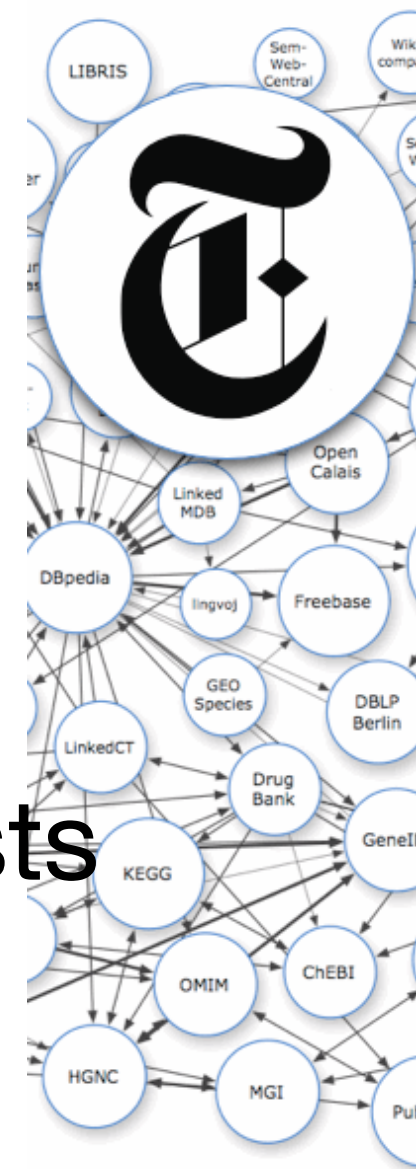 LIBRIS
Sem-
Web-
Central
Open
Calais
Linked
MDB
DBpedia
lingvoj
Freebase
GEO
Species
DBLP
Berlin
LinkedCT
Drug
Bank
sts
KEGG
OMIM
ChEBI
HGNC
MGI